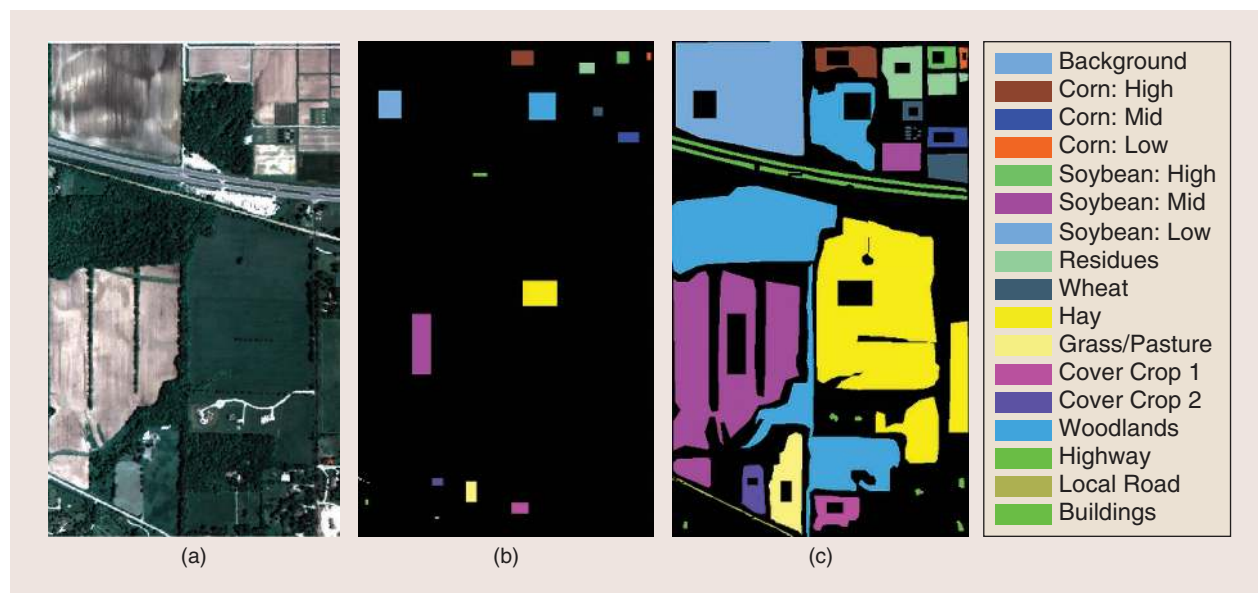 Background
Corn: High
Corn: Mid
Corn: Low
Soybean: High
Soybean: Mid
Soybean: Low
Residues
Wheat
Hay
Grass/Pasture
Cover Crop 1
Cover Crop 2
Woodlands
Highway
Local Road
Buildings
(a)
(b)
(c)